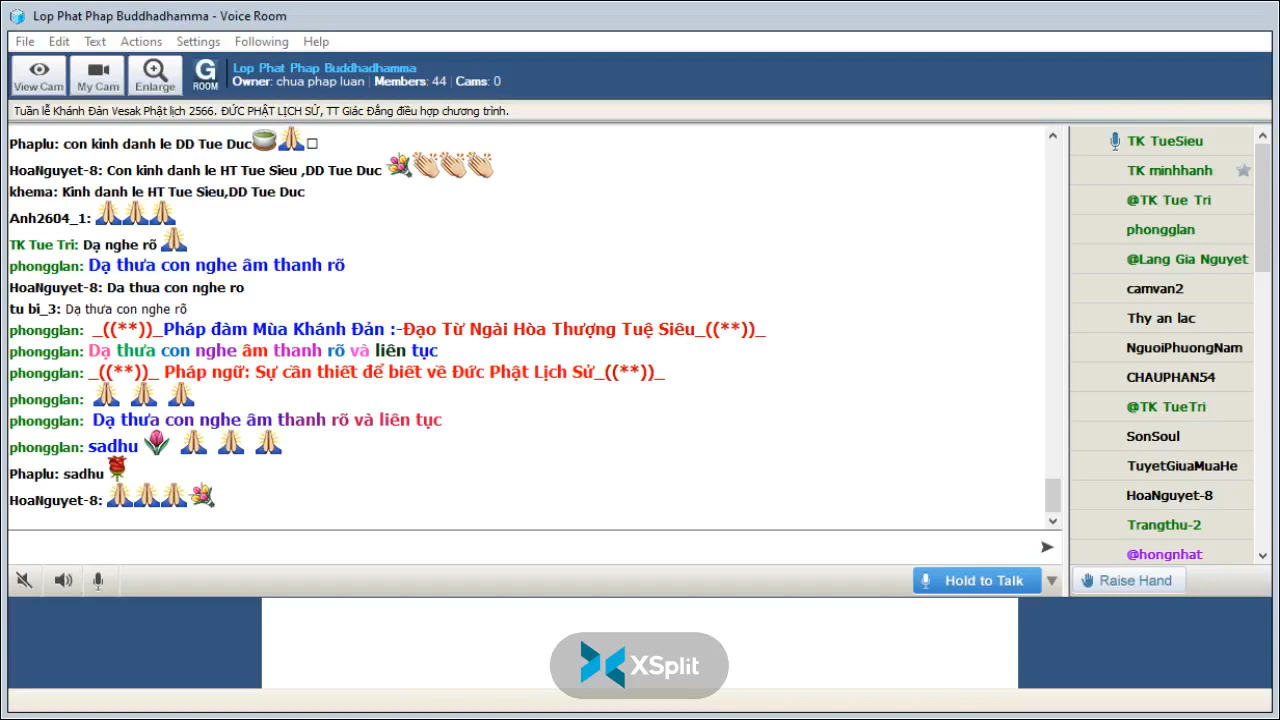 Lop Phat Phap Buddhadhamma - Voice Room
File Edit Text Actions Settings Following Help
View Cam My Cam Enlarge G ROOM
Lop Phat Phap Buddhadhamma
Owner: chua phap luan | Members: 44 | Cams: 0
Tuần lễ Khánh Đản Vesak Phật lịch 2566. ĐỨC PHẬT LỊCH SỬ, TT Giác Đẳng điều hợp chương trình.
Phaplu: con kinh danh le DD Tue Duc
HoaNguyet-8: Con kinh danh le HT Tue Sieu ,DD Tue Duc
khema: Kinh danh le HT Tue Sieu,DD Tue Duc
Anh2604_1:
TK Tue Tri: Dạ nghe rõ
phongglan: Dạ thưa con nghe âm thanh rõ
HoaNguyet-8: Da thua con nghe ro
tu bi_3: Dạ thưa con nghe rõ
phongglan: _((**))_Pháp đàm Mùa Khánh Đản :-Đạo Từ Ngài Hòa Thượng Tuệ Siêu_((**))_
phongglan: Dạ thưa con nghe âm thanh rõ và liên tục
phongglan: _((**))_ Pháp ngữ: Sự cần thiết để biết về Đức Phật Lịch Sử_((**))_
phongglan:
phongglan: Dạ thưa con nghe âm thanh rõ và liên tục
phongglan: sadhu
Phaplu: sadhu
HoaNguyet-8:
TK TueSieu
TK minhhanh
@TK Tue Tri
phongglan
@Lang Gia Nguyet
camvan2
Thy an lac
NguoiPhuongNam
CHAUPHAN54
@TK TueTri
SonSoul
TuyetGiuaMuaHe
HoaNguyet-8
Trangthu-2
@hongnhat
Hold to Talk
Raise Hand
XSplit